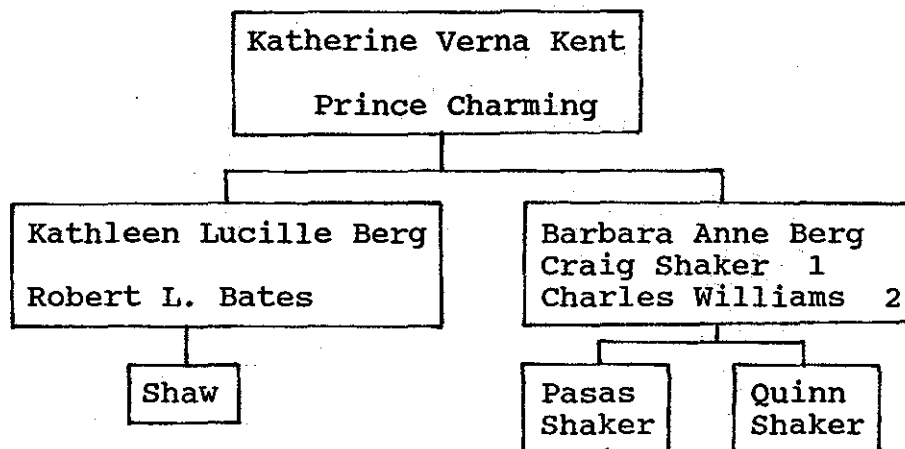 Katherine Verna Kent
Prince Charming
Kathleen Lucille Berg
Robert L. Bates
Barbara Anne Berg
Craig Shaker 1
Charles Williams 2
Shaw
Pasas
Shaker
Quinn
Shaker